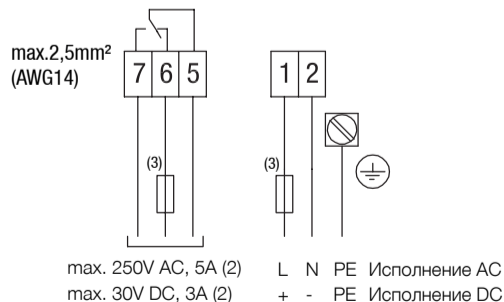 max.2,5mm²
(AWG14)
7 6 5 1 2
(3) (3)
max. 250V AC, 5A (2) L N PE Исполнение AC
max. 30V DC, 3A (2) + - PE Исполнение DC